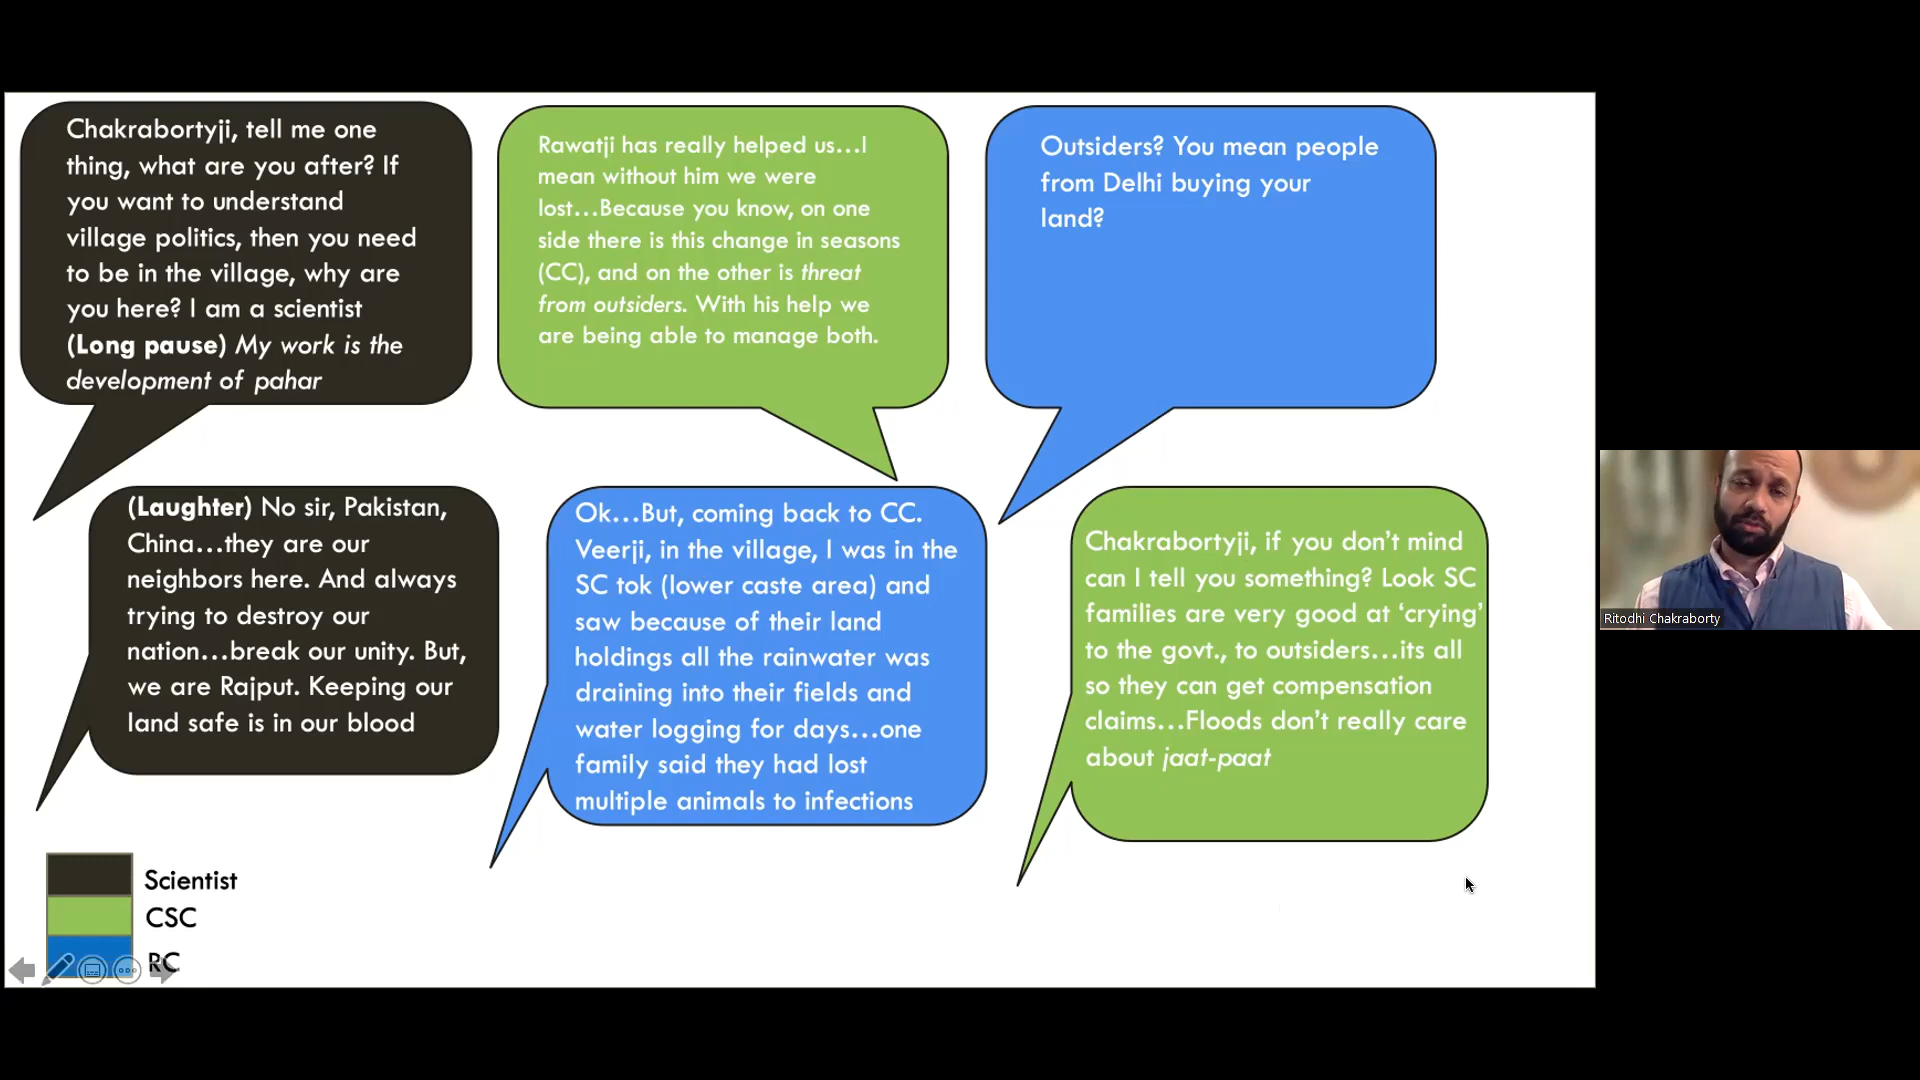 Chakrabortyji, tell me one
thing, what are you after? If
you want to understand
village politics, then you need
to be in the village, why are
you here? I am a scientist
(Long pause) My work is the
development of pahar
Rawatji has really helped us...I
mean without him we were
lost...Because you know, on one
side there is this change in seasons
(CC), and on the other is threat
from outsiders. With his help we
are being able to manage both.
Outsiders? You mean people
from Delhi buying your
land?
(Laughter) No sir, Pakistan,
China...they are our
neighbors here. And always
trying to destroy our
nation...break our unity. But,
we are Rajput. Keeping our
land safe is in our blood
Ok...But, coming back to CC.
Veerji, in the village, I was in the
SC tok (lower caste area) and
saw because of their land
holdings all the rainwater was
draining into their fields and
water logging for days...one
family said they had lost
multiple animals to infections
Chakrabortyji, if you don't mind
can I tell you something? Look SC
families are very good at 'crying'
to the govt., to outsiders...its all
so they can get compensation
claims...Floods don't really care
about jaat-paat
Scientist
CSC
RC
Ritodhi Chakraborty